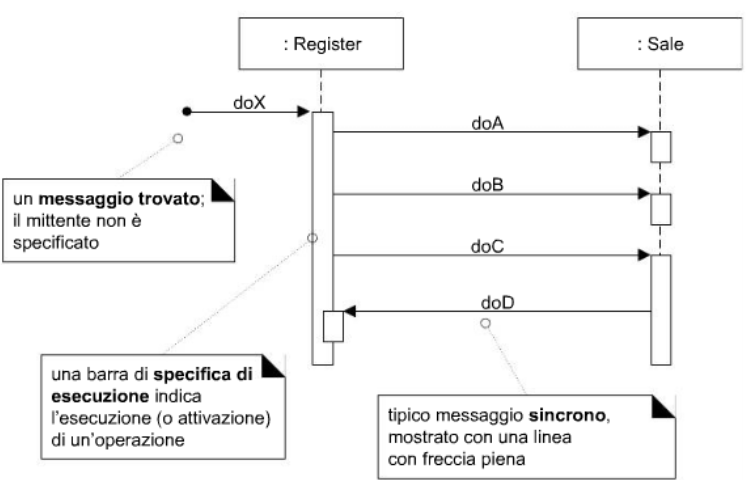 : Register
: Sale
doX
doA
doB
doC
doD
un messaggio trovato;
il mittente non è
specificato
una barra di specifica di
esecuzione indica
l'esecuzione (o attivazione)
di un'operazione
tipico messaggio sincrono,
mostrato con una linea
con freccia piena